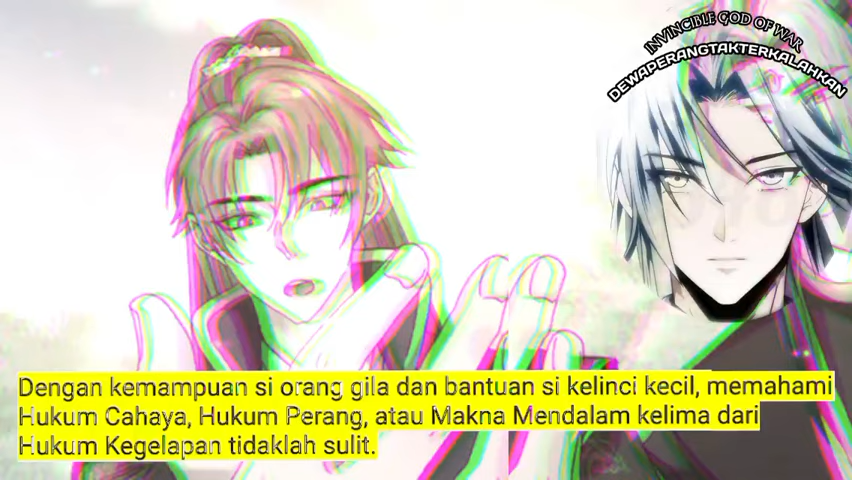 INVINCIBLE GOD OF WAR
DEWAPERANGTAKTERKALAHKAN
Dengan kemampuan si orang gila dan bantuan si kelinci kecil, memahami
Hukum Cahaya, Hukum Perang, atau Makna Mendalam kelima dari
Hukum Kegelapan tidaklah sulit.